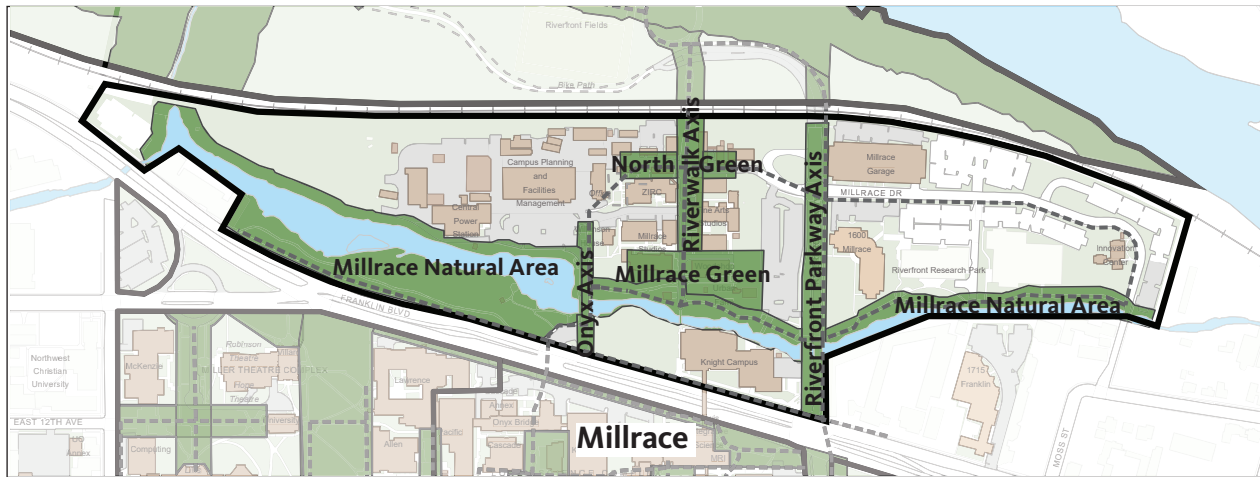 Riverfront Fields
Bike Path
Campus Planning
and
Facilities
Management
Central
Power
Station
North Green
ZIRC
Millrace
Studios
Riverwalk Axis
Riverfront Parkway Axis
Onyx Axis
Millrace
Garage
MILLRACE DR
1600
Millrace
Innovation
Center
Riverfront Research Park
Millrace Natural Area
Millrace Green
Millrace Natural Area
FRANKLIN BLVD
Knight Campus
1715
Franklin
MOSS ST
Northwest
Christian
University
McKenzie
Robinson
Theatre
Villard
MILLER THEATRE COMPLEX
Hope
Theatre
Lawrence
EAST 12TH AVE
University
Computing
Allen
Pacific
Annex
Onyx Bridge
Cascade
Millrace
MRI
Annex